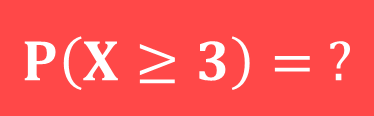 P(X ≥ 3) = ?